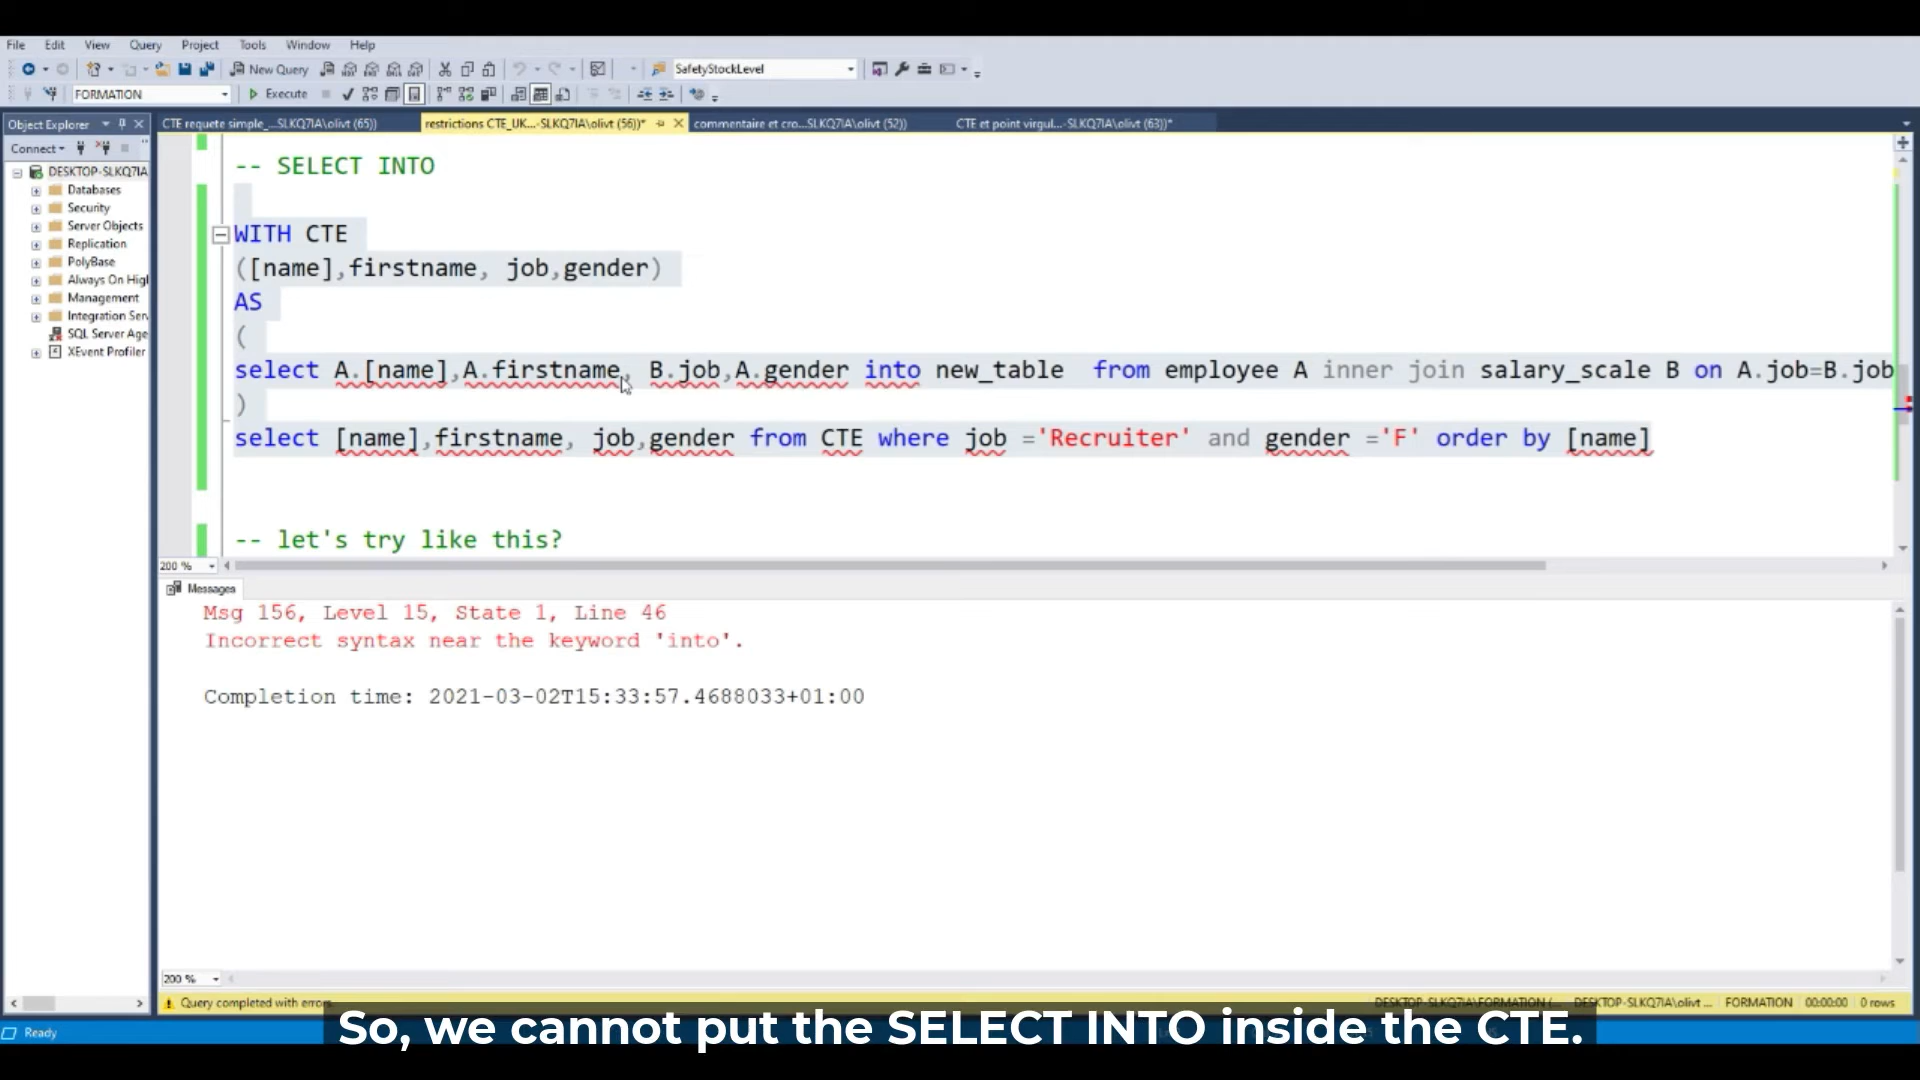 File Edit View Query Project Tools Window Help
New Query SafetyStockLevel
FORMATION Execute
Object Explorer
CTE requete simple_...SLKQ7IA\olivt (65))
restrictions CTE_UK...-SLKQ7IA\olivt (56))*
commentaire et cro...SLKQ7IA\olivt (52))
CTE et point virgul...-SLKQ7IA\olivt (63))*
Connect
DESKTOP-SLKQ7IA
Databases
Security
Server Objects
Replication
PolyBase
Always On High
Management
Integration Serv
SQL Server Age
XEvent Profiler
-- SELECT INTO
WITH CTE
([name],firstname, job,gender)
AS
(
select A.[name],A.firstname, B.job,A.gender into new_table from employee A inner join salary_scale B on A.job=B.job
)
select [name],firstname, job,gender from CTE where job ='Recruiter' and gender ='F' order by [name]
-- let's try like this?
200 %
Messages
Msg 156, Level 15, State 1, Line 46
Incorrect syntax near the keyword 'into'.
Completion time: 2021-03-02T15:33:57.4688033+01:00
200 %
Query completed with errors.
DESKTOP-SLKQ7IA\FORMATION (... DESKTOP-SLKQ7IA\olivt ... FORMATION 00:00:00 0 rows
Ready
So, we cannot put the SELECT INTO inside the CTE.